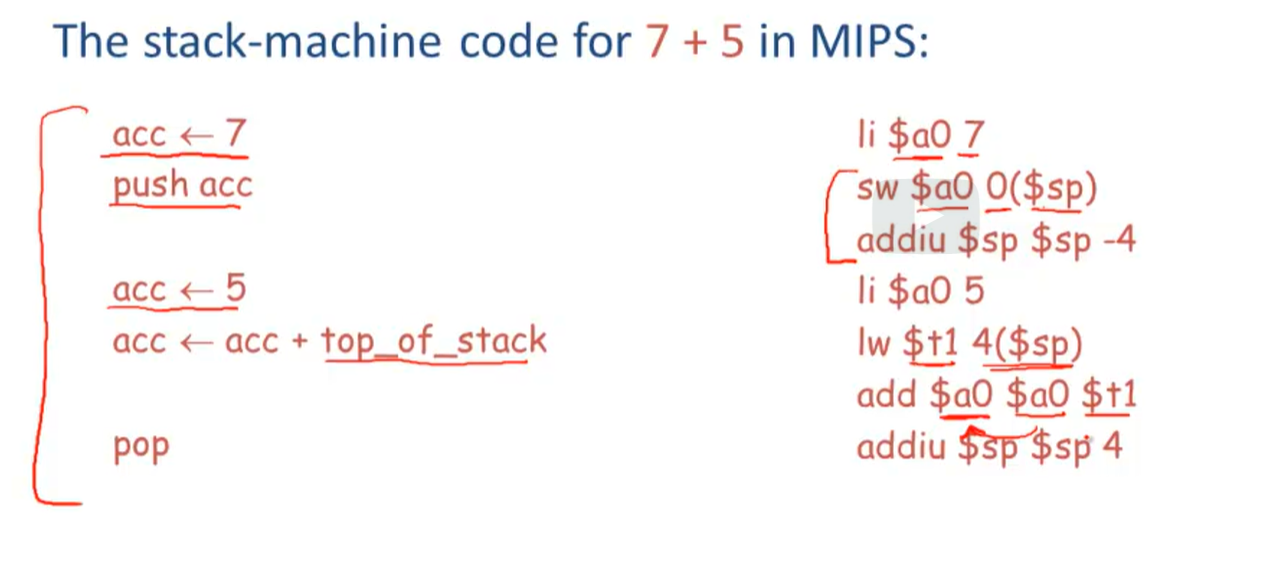 The stack-machine code for 7 + 5 in MIPS:
acc ← 7
push acc
acc ← 5
acc ← acc + top_of_stack
pop
li $a0 7
sw $a0 0($sp)
addiu $sp $sp -4
li $a0 5
lw $t1 4($sp)
add $a0 $a0 $t1
addiu $sp $sp 4